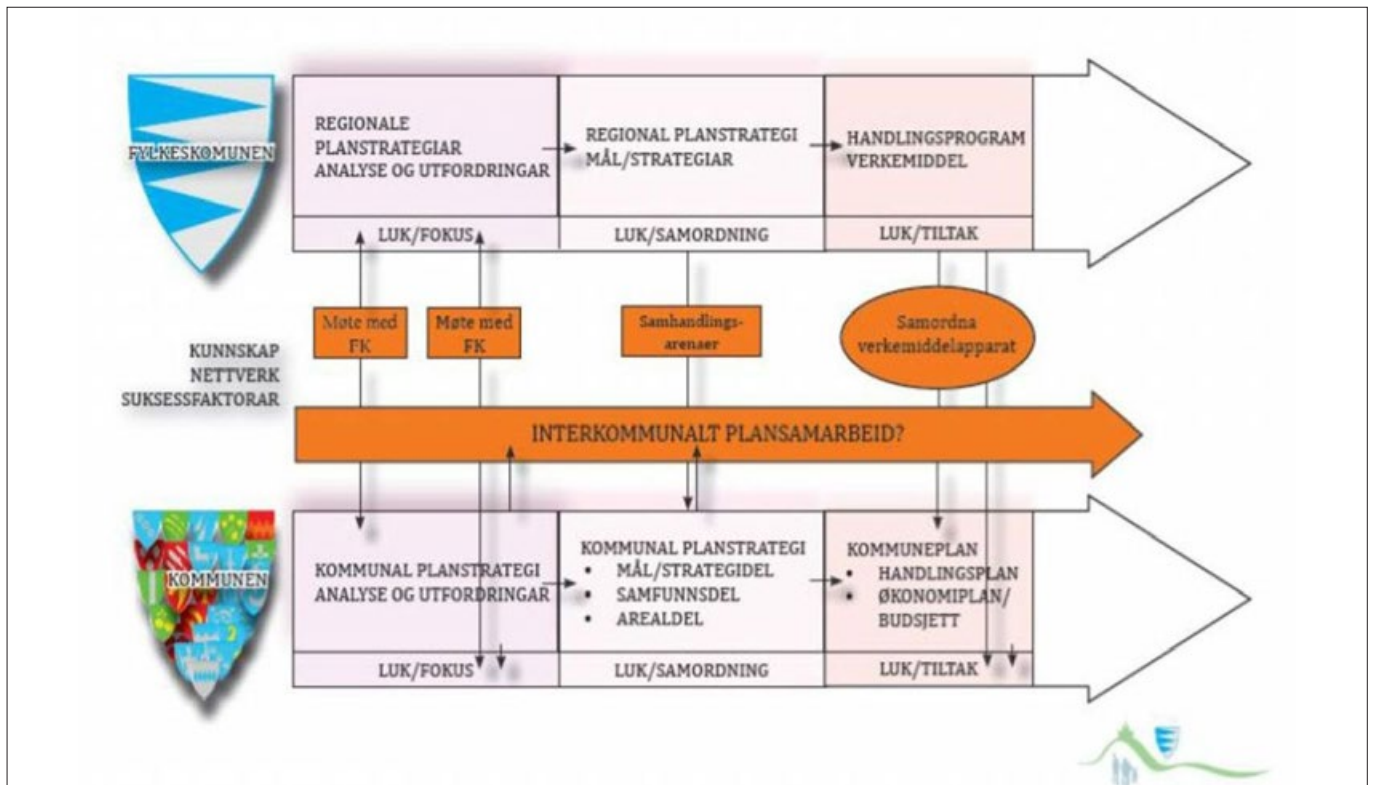 FYLKESKOMUNEN
REGIONALE
PLANSTRATEGIAR
ANALYSE OG UTFORDRINGAR
LUK/FOKUS
REGIONAL PLANSTRATEGI
MÅL/STRATEGIAR
LUK/SAMORDNING
HANDLINGSPROGRAM
VERKEMIDDEL
LUK/TILTAK
Møte med
FK
Møte med
FK
Samhandlings-
arenaer
Samordna
verkemiddelapparat
KUNNSKAP
NETTVERK
SUKSESSFAKTORAR
INTERKOMMUNALT PLANSAMARBEID?
KOMMUNEN
KOMMUNAL PLANSTRATEGI
ANALYSE OG UTFORDRINGAR
LUK/FOKUS
KOMMUNAL PLANSTRATEGI
• MÅL/STRATEGIDEL
• SAMFUNNSDEL
• AREALDEL
LUK/SAMORDNING
KOMMUNEPLAN
• HANDLINGSPLAN
• ØKONOMIPLAN/
BUDSJETT
LUK/TILTAK